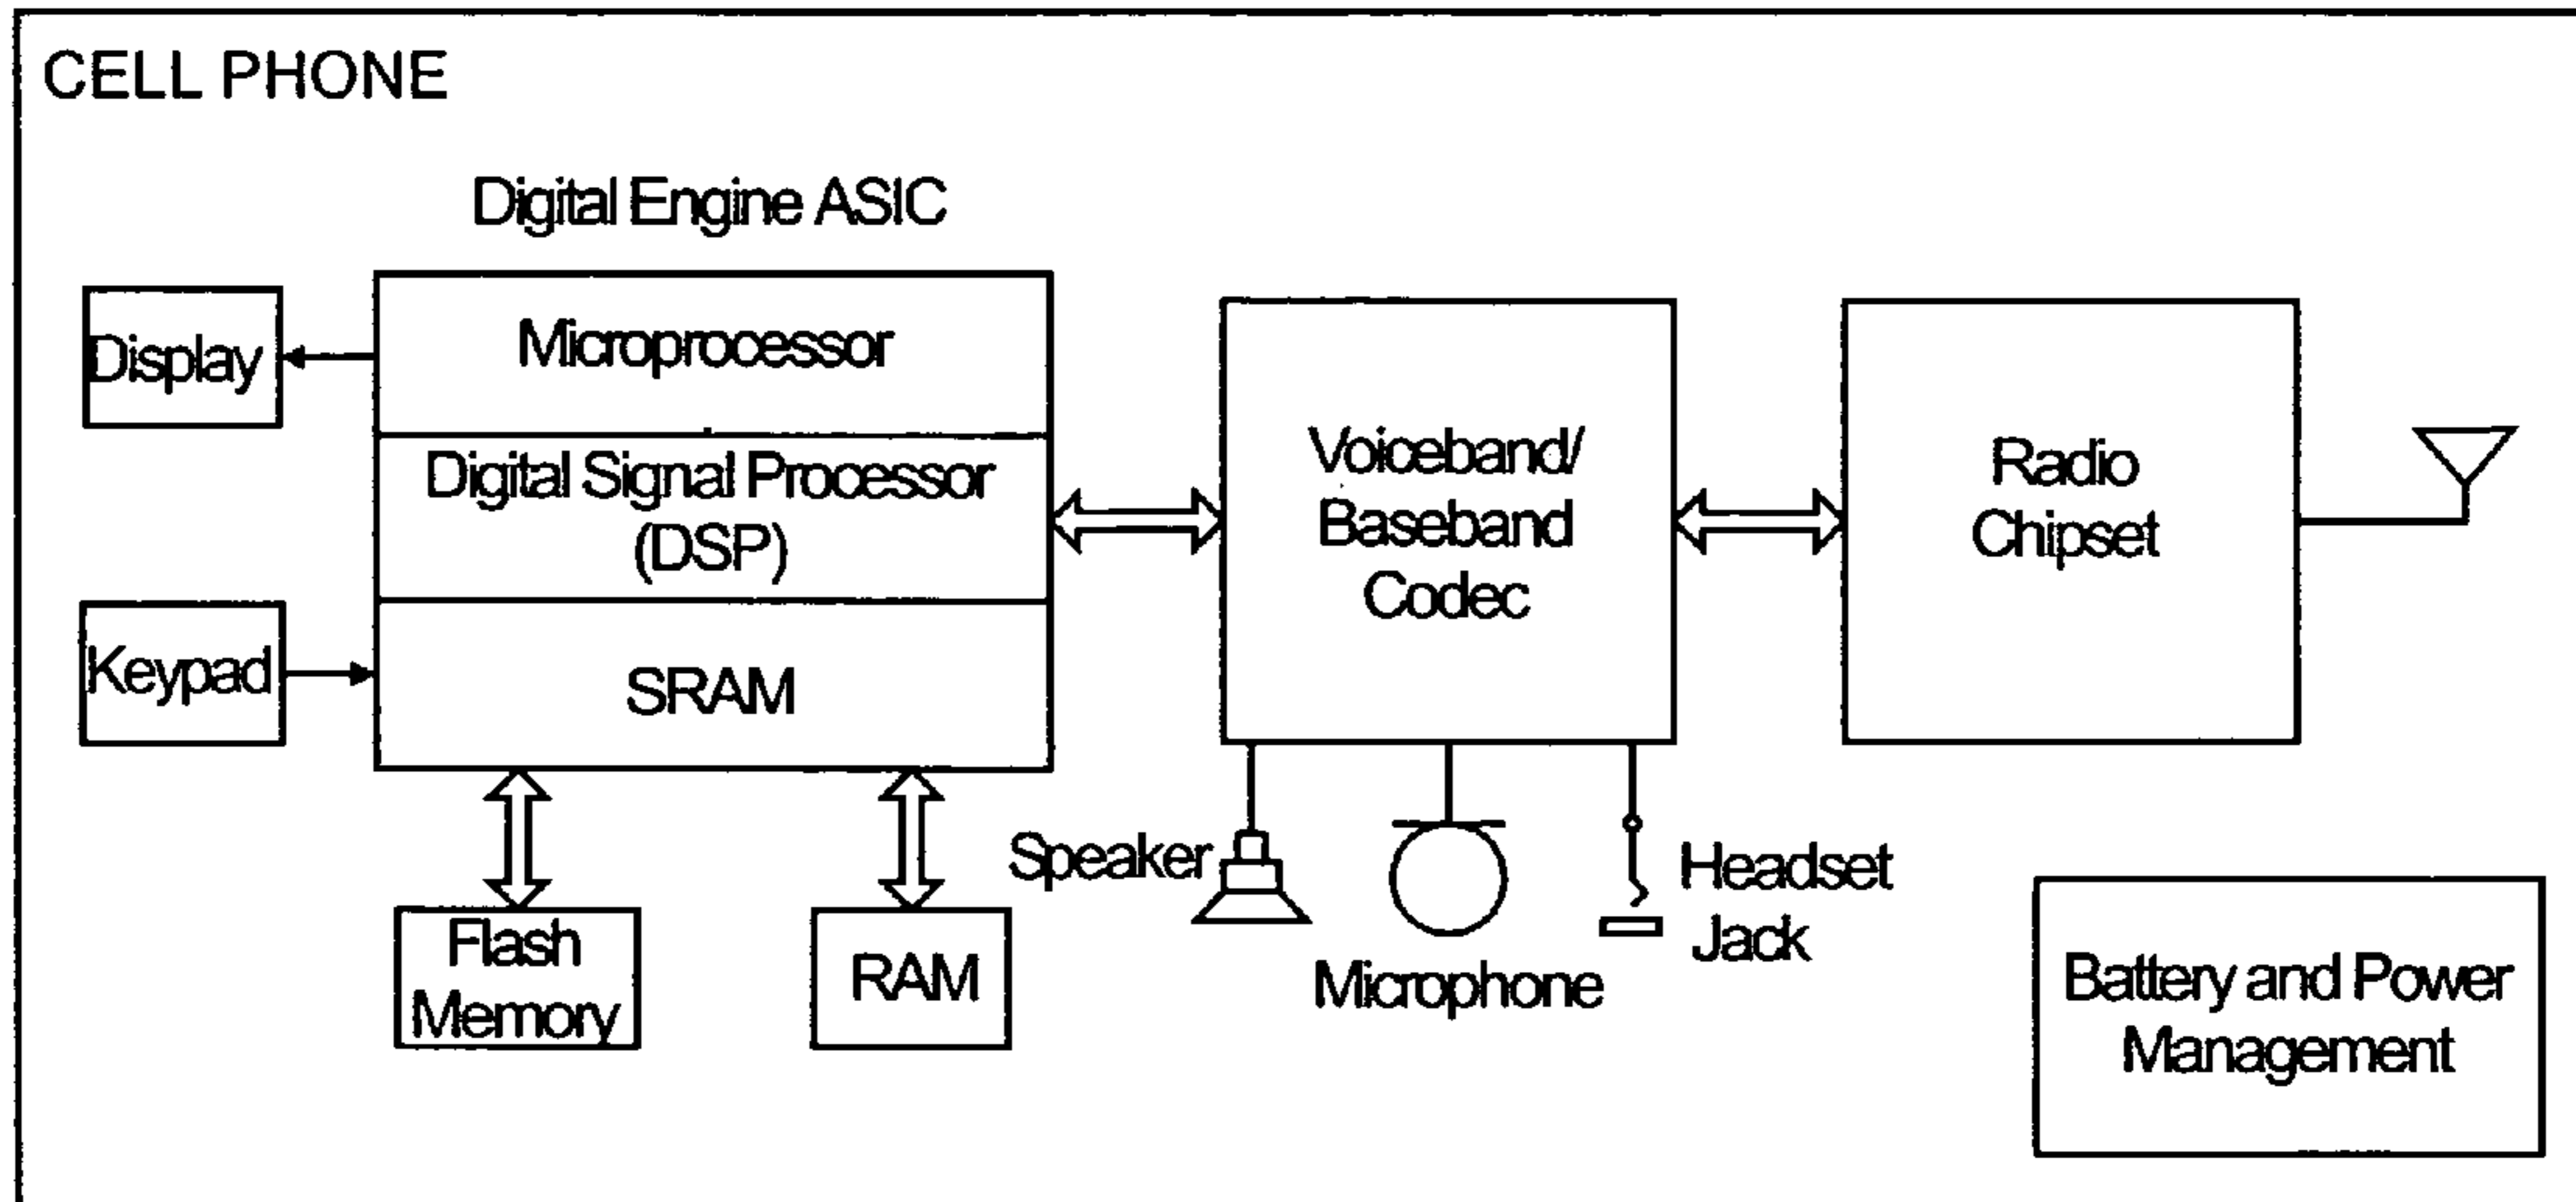 CELL PHONE
Digital Engine ASIC
Display
Microprocessor
Digital Signal Processor
(DSP)
Keypad
SRAM
Voiceband/
Baseband
Codec
Radio
Chipset
Speaker
Headset
Jack
Microphone
Flash
Memory
RAM
Battery and Power
Management